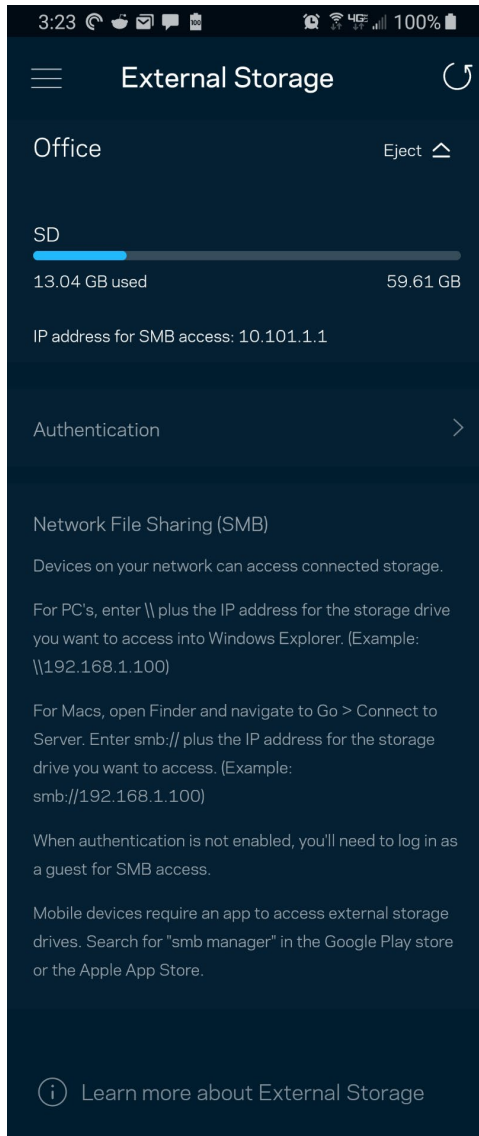 3:23 4GE 100%
External Storage
Office
Eject
SD
13.04 GB used 59.61 GB
IP address for SMB access: 10.101.1.1
Authentication
Network File Sharing (SMB)
Devices on your network can access connected storage.
For PC's, enter \\ plus the IP address for the storage drive
you want to access into Windows Explorer. (Example:
\\192.168.1.100)
For Macs, open Finder and navigate to Go > Connect to
Server. Enter smb:// plus the IP address for the storage
drive you want to access. (Example:
smb://192.168.1.100)
When authentication is not enabled, you'll need to log in as
a guest for SMB access.
Mobile devices require an app to access external storage
drives. Search for "smb manager" in the Google Play store
or the Apple App Store.
Learn more about External Storage